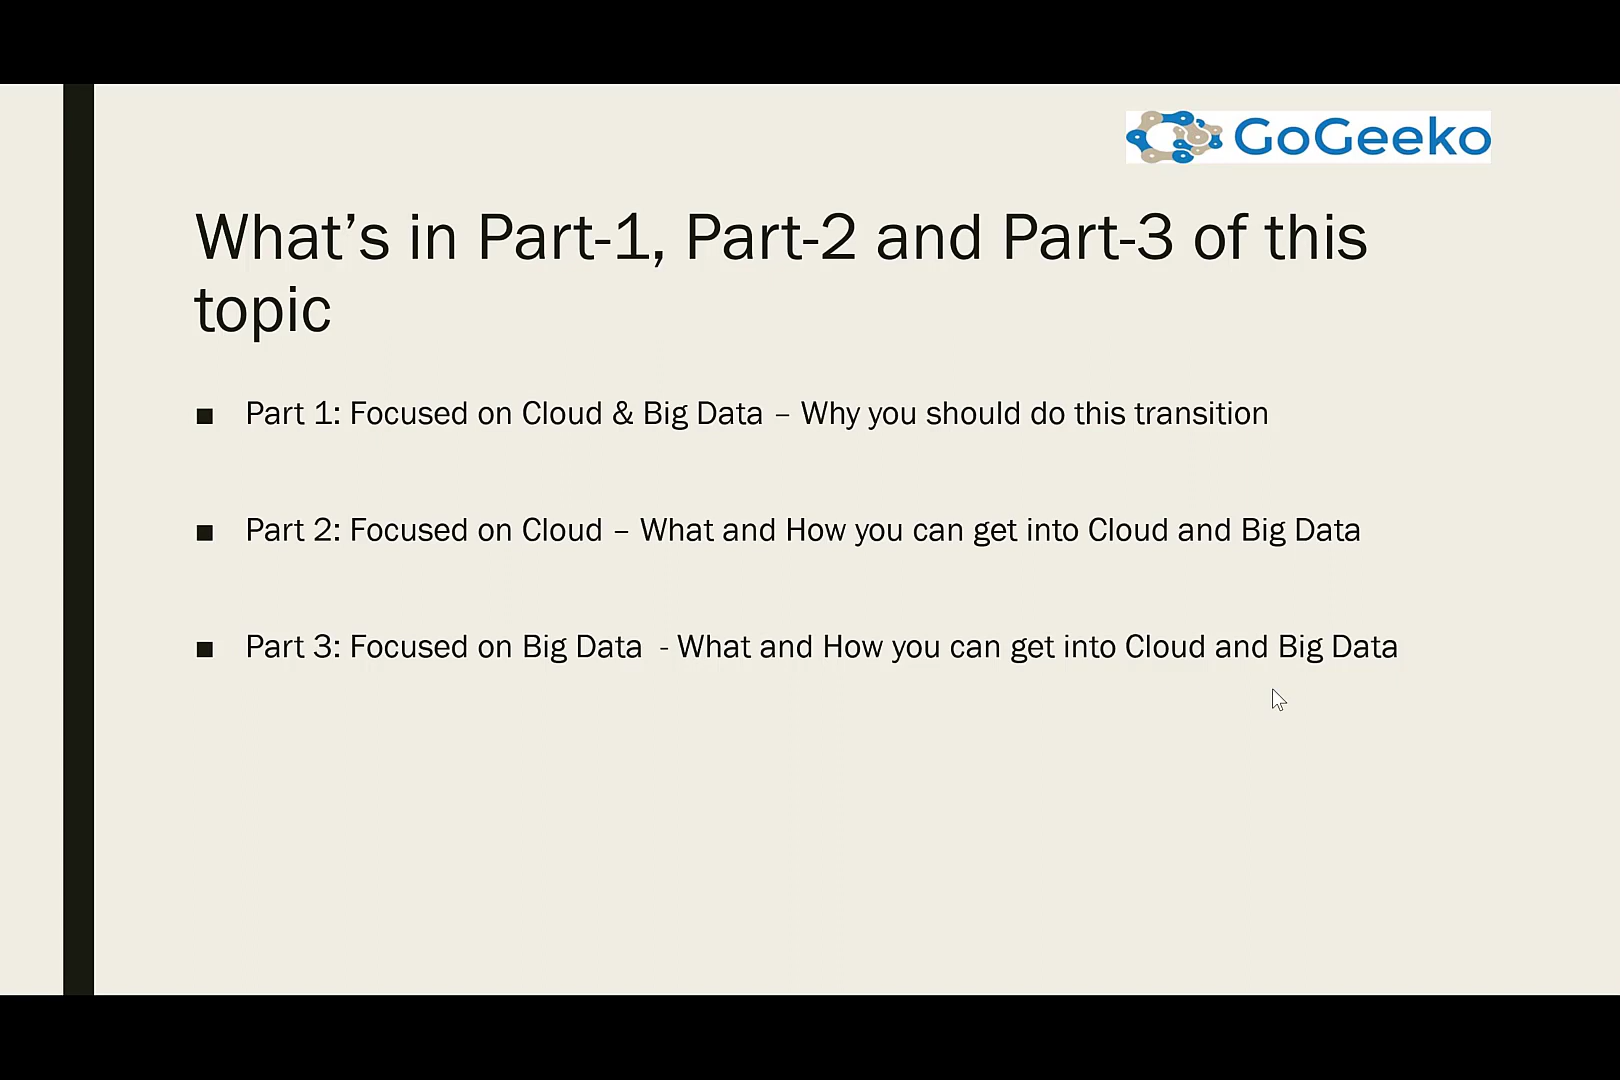 GoGeeko
What’s in Part-1, Part-2 and Part-3 of this
topic
■ Part 1: Focused on Cloud & Big Data – Why you should do this transition
■ Part 2: Focused on Cloud – What and How you can get into Cloud and Big Data
■ Part 3: Focused on Big Data  - What and How you can get into Cloud and Big Data